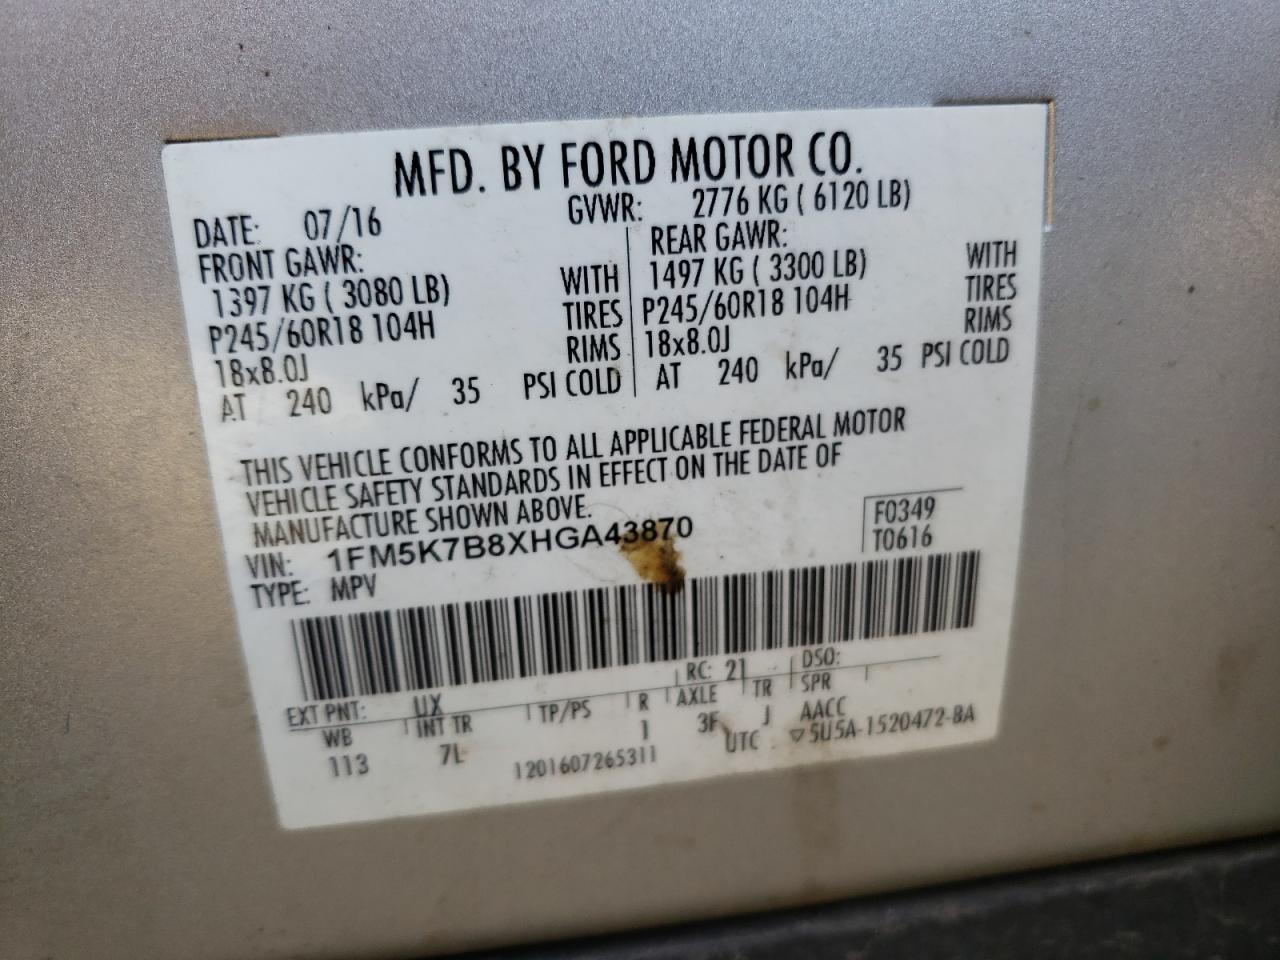 MFD. BY FORD MOTOR CO.
DATE: 07/16 GVWR: 2776 KG ( 6120 LB)
FRONT GAWR: REAR GAWR:
1397 KG ( 3080 LB) WITH 1497 KG ( 3300 LB) WITH
P245/60R18 104H TIRES P245/60R18 104H TIRES
18x8.0J RIMS 18x8.0J RIMS
AT 240 kPa/ 35 PSI COLD AT 240 kPa/ 35 PSI COLD
THIS VEHICLE CONFORMS TO ALL APPLICABLE FEDERAL MOTOR
VEHICLE SAFETY STANDARDS IN EFFECT ON THE DATE OF
MANUFACTURE SHOWN ABOVE.
VIN: 1FM5K7B8XHGA43870 F0349
TYPE: MPV T0616
EXT PNT: UX RC: 21 DSO:
WB INT TR TP/PS R AXLE TR SPR
113 7L 1 3F J AACC
1201607265311 UTC ▽5U5A-1520472-BA